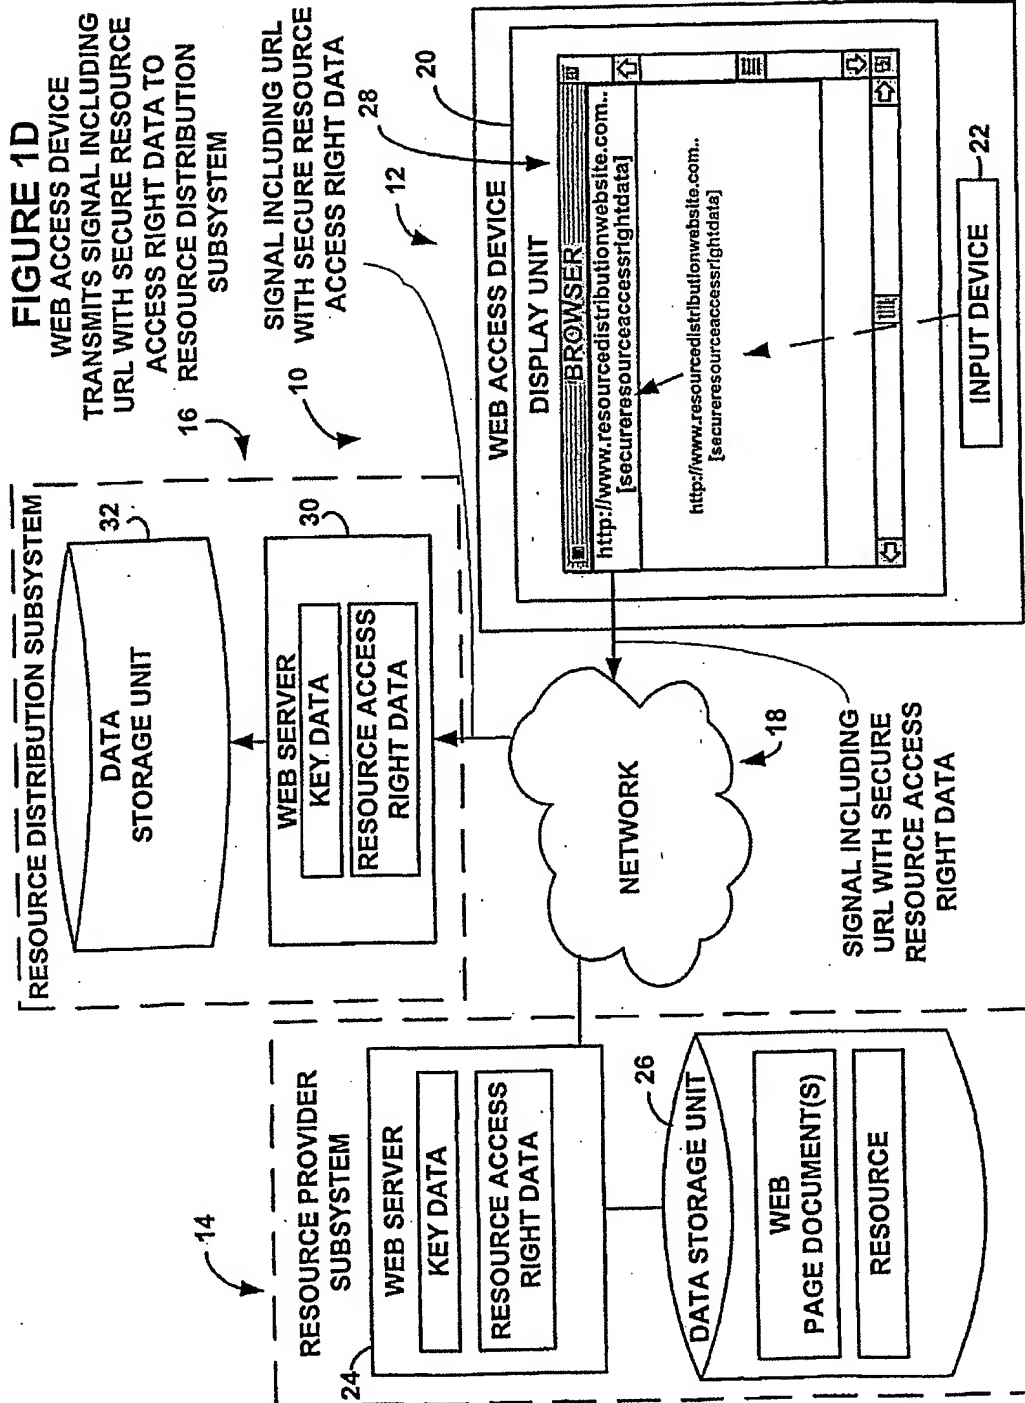 FIGURE 1D
WEB ACCESS DEVICE
TRANSMITS SIGNAL INCLUDING
URL WITH SECURE RESOURCE
ACCESS RIGHT DATA TO
RESOURCE DISTRIBUTION
SUBSYSTEM
16
10
SIGNAL INCLUDING URL
WITH SECURE RESOURCE
ACCESS RIGHT DATA
12
28
20
RESOURCE DISTRIBUTION SUBSYSTEM
32
DATA
STORAGE UNIT
30
WEB SERVER
KEY DATA
RESOURCE ACCESS
RIGHT DATA
WEB ACCESS DEVICE
DISPLAY UNIT
BROWSER
http://www.resourcedistributionwebsite.com..
[secureresourceaccessrightdata]
http://www.resourcedistributionwebsite.com..
[secureresourceaccessrightdata]
22
INPUT DEVICE
NETWORK
18
SIGNAL INCLUDING
URL WITH SECURE
RESOURCE ACCESS
RIGHT DATA
14
RESOURCE PROVIDER
SUBSYSTEM
24
WEB SERVER
KEY DATA
RESOURCE ACCESS
RIGHT DATA
26
DATA STORAGE UNIT
WEB
PAGE DOCUMENT(S)
RESOURCE